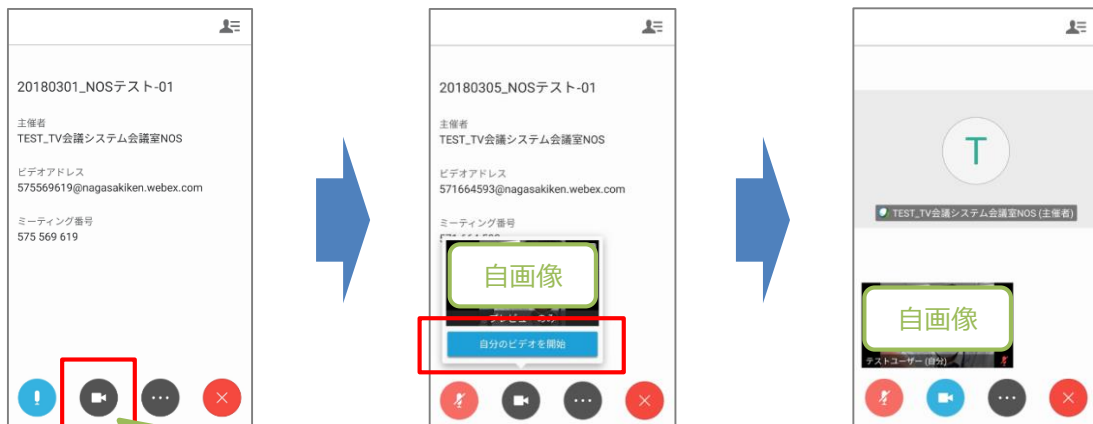 20180301_NOSテスト-01
主催者
TEST_TV会議システム会議室NOS
ビデオアドレス
575569619@nagasakiken.webex.com
ミーティング番号
575 569 619
20180305_NOSテスト-01
主催者
TEST_TV会議システム会議室NOS
ビデオアドレス
571664593@nagasakiken.webex.com
ミーティング番号
自画像
プレビューのみ
自分のビデオを開始
T
TEST_TV会議システム会議室NOS (主催者)
自画像
テストユーザー (自分)